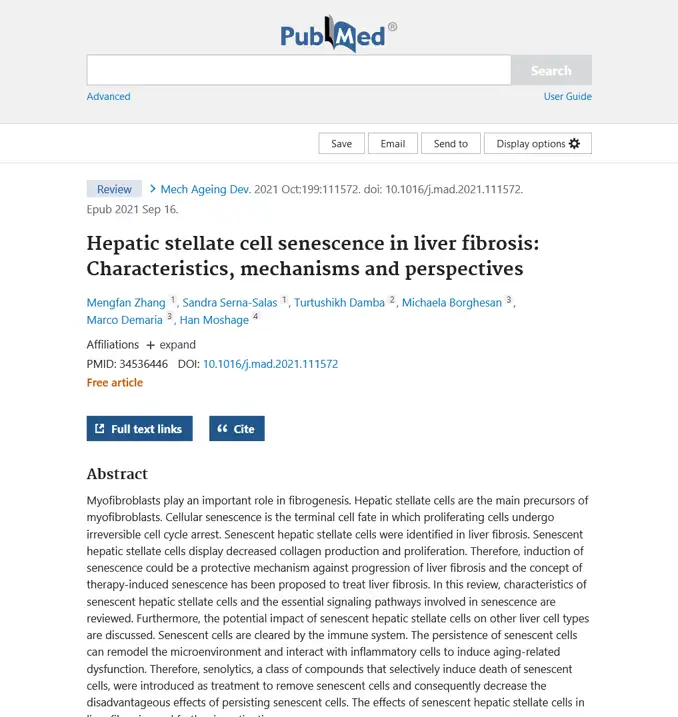 PubMed®
Search
Advanced
User Guide
Save
Email
Send to
Display options
Review
Mech Ageing Dev. 2021 Oct:199:111572. doi: 10.1016/j.mad.2021.111572.
Epub 2021 Sep 16.
Hepatic stellate cell senescence in liver fibrosis:
Characteristics, mechanisms and perspectives
Mengfan Zhang 1, Sandra Serna-Salas 1, Turtushikh Damba 2, Michaela Borghesan 3,
Marco Demaria 3, Han Moshage 4
Affiliations + expand
PMID: 34536446 DOI: 10.1016/j.mad.2021.111572
Free article
Full text links
Cite
Abstract
Myofibroblasts play an important role in fibrogenesis. Hepatic stellate cells are the main precursors of
myofibroblasts. Cellular senescence is the terminal cell fate in which proliferating cells undergo
irreversible cell cycle arrest. Senescent hepatic stellate cells were identified in liver fibrosis. Senescent
hepatic stellate cells display decreased collagen production and proliferation. Therefore, induction of
senescence could be a protective mechanism against progression of liver fibrosis and the concept of
therapy-induced senescence has been proposed to treat liver fibrosis. In this review, characteristics of
senescent hepatic stellate cells and the essential signaling pathways involved in senescence are
reviewed. Furthermore, the potential impact of senescent hepatic stellate cells on other liver cell types
are discussed. Senescent cells are cleared by the immune system. The persistence of senescent cells
can remodel the microenvironment and interact with inflammatory cells to induce aging-related
dysfunction. Therefore, senolytics, a class of compounds that selectively induce death of senescent
cells, were introduced as treatment to remove senescent cells and consequently decrease the
disadvantageous effects of persisting senescent cells. The effects of senescent hepatic stellate cells in